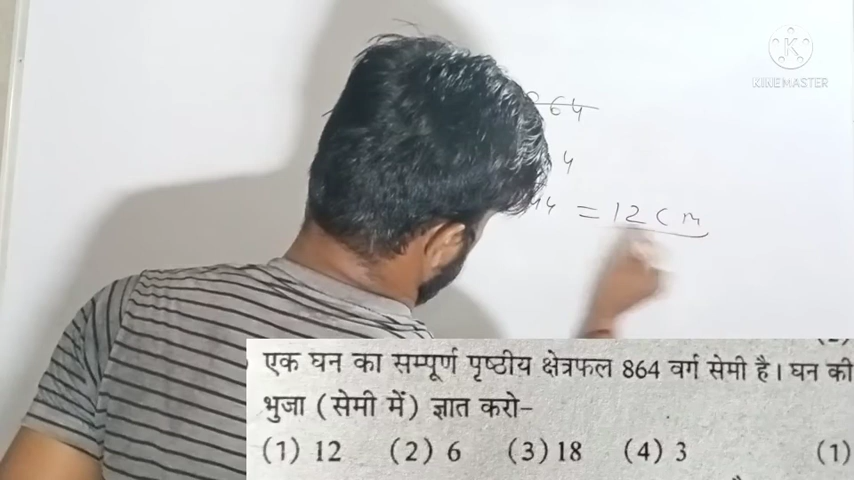 KINEMASTER
864
4
44 = 12 cm
एक घन का सम्पूर्ण पृष्ठीय क्षेत्रफल 864 वर्ग सेमी है। घन की
भुजा (सेमी में) ज्ञात करो-
(1) 12 (2) 6 (3) 18 (4) 3 (1)